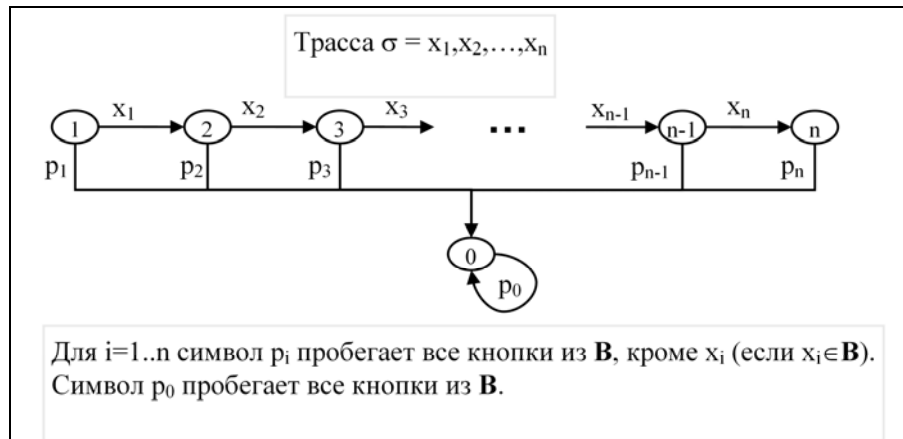 Трасса σ = x₁,x₂,…,xₙ
x₁ x₂ x₃ ... xₙ₋₁ xₙ
1 2 3 n-1 n
p₁ p₂ p₃ pₙ₋₁ pₙ
0
p₀
Для i=1..n символ pᵢ пробегает все кнопки из B, кроме xᵢ (если xᵢ∈B).
Символ p₀ пробегает все кнопки из B.